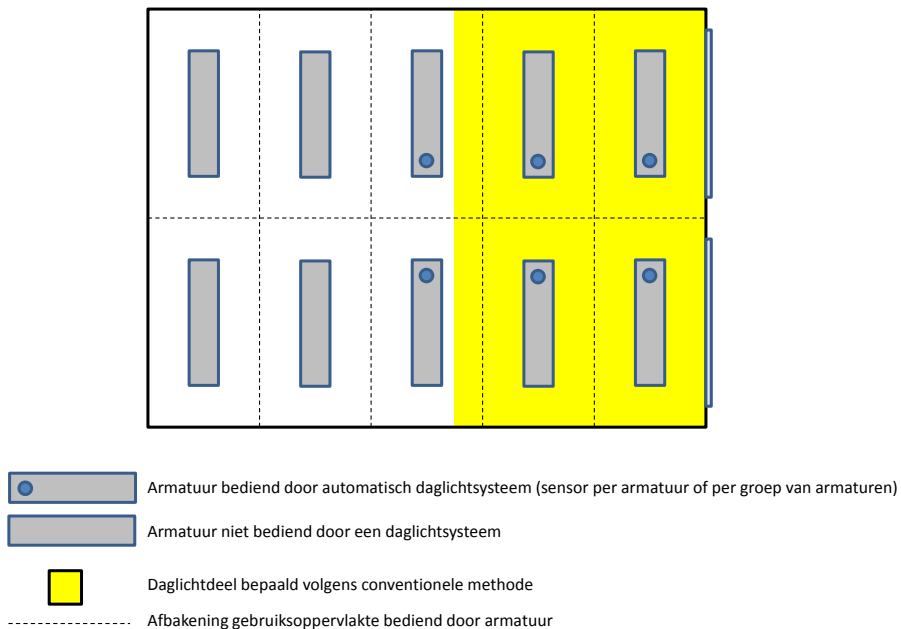 Armatuur bediend door automatisch daglichtsysteem (sensor per armatuur of per groep van armaturen)
Armatuur niet bediend door een daglichtsysteem
Daglichtdeel bepaald volgens conventionele methode
Afbakening gebruiksoppervlakte bediend door armatuur